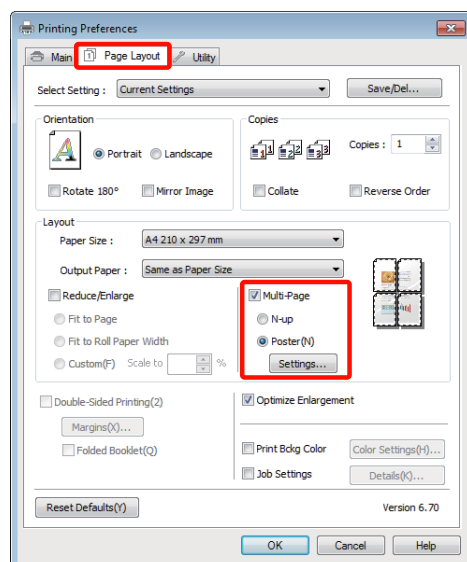 Printing Preferences
Main Page Layout Utility
Select Setting : Current Settings Save/Del...
Orientation Copies
Portrait Landscape Copies : 1
Rotate 180° Mirror Image Collate Reverse Order
Layout
Paper Size : A4 210 x 297 mm
Output Paper : Same as Paper Size
Reduce/Enlarge Multi-Page
Fit to Page N-up
Fit to Roll Paper Width Poster(N)
Custom(F) Scale to % Settings...
Double-Sided Printing(2) Optimize Enlargement
Margins(X)...
Folded Booklet(Q) Print Bckg Color Color Settings(H)...
Job Settings Details(K)...
Reset Defaults(Y) Version 6.70
OK Cancel Help